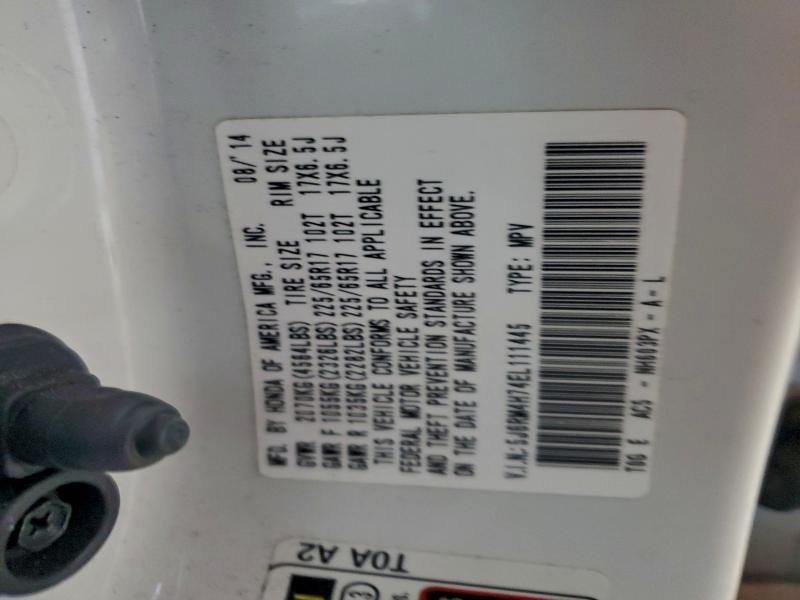 MFG. BY HONDA OF AMERICA MFG., INC. 08/'14
GVWR 2070KG(4564LBS) TIRE SIZE RIM SIZE
GAWR F 1055KG(2326LBS) 225/65R17 102T 17X6.5J
GAWR R 1035KG(2282LBS) 225/65R17 102T 17X6.5J
THIS VEHICLE CONFORMS TO ALL APPLICABLE
FEDERAL MOTOR VEHICLE SAFETY
AND THEFT PREVENTION STANDARDS IN EFFECT
ON THE DATE OF MANUFACTURE SHOWN ABOVE.
V.I.N.: 5J6RM4H74EL111445 TYPE: MPV
T0G E AC5 - NH603PX - A - L
T0A A2